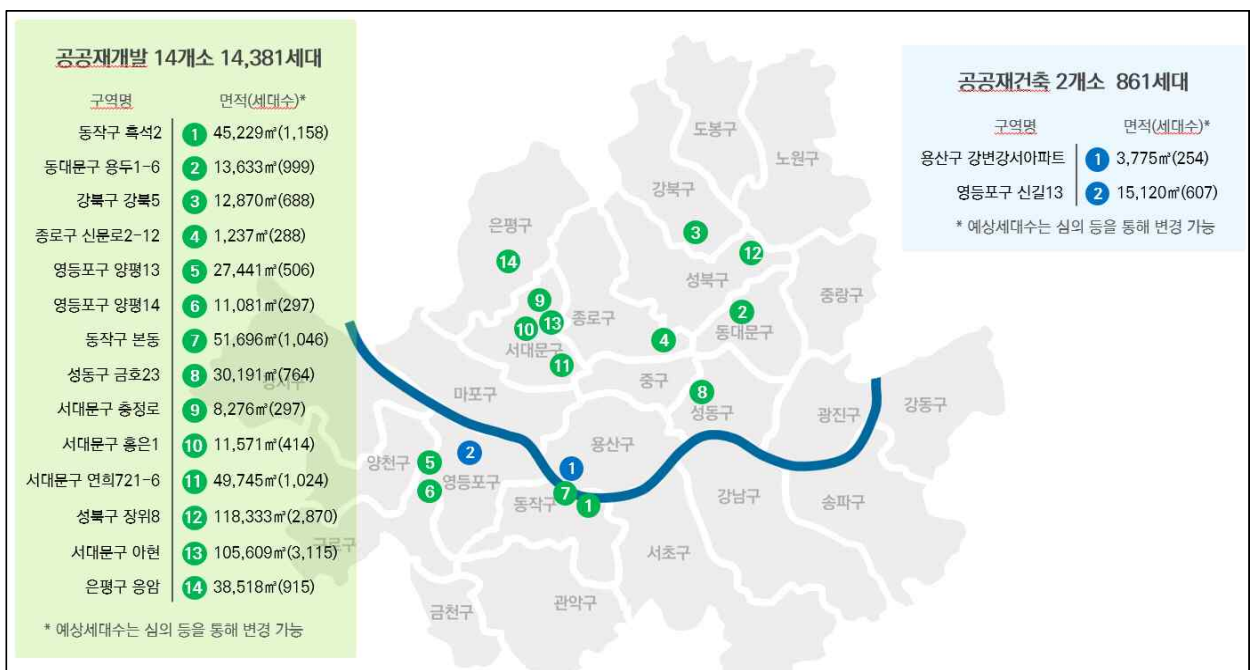 공공재개발 14개소 14,381세대
구역명 면적(세대수)*
동작구 흑석2 1 45,229㎡(1,158)
동대문구 용두1-6 2 13,633㎡(999)
강북구 강북5 3 12,870㎡(688)
종로구 신문로2-12 4 1,237㎡(288)
영등포구 양평13 5 27,441㎡(506)
영등포구 양평14 6 11,081㎡(297)
동작구 본동 7 51,696㎡(1,046)
성동구 금호23 8 30,191㎡(764)
서대문구 충정로 9 8,276㎡(297)
서대문구 홍은1 10 11,571㎡(414)
서대문구 연희721-6 11 49,745㎡(1,024)
성북구 장위8 12 118,333㎡(2,870)
서대문구 아현 13 105,609㎡(3,115)
은평구 응암 14 38,518㎡(915)
* 예상세대수는 심의 등을 통해 변경 가능
공공재건축 2개소 861세대
구역명 면적(세대수)*
용산구 강변강서아파트 1 3,775㎡(254)
영등포구 신길13 2 15,120㎡(607)
* 예상세대수는 심의 등을 통해 변경 가능
도봉구
노원구
강북구
은평구
3
12
14
성북구
중랑구
9
2
13
종로구
10
동대문구
4
서대문구
11
중구
8
강서구
마포구
성동구
광진구
강동구
용산구
2
양천구
5
1
영등포구
6
7
동작구
1
강남구
송파구
구로구
서초구
관악구
금천구